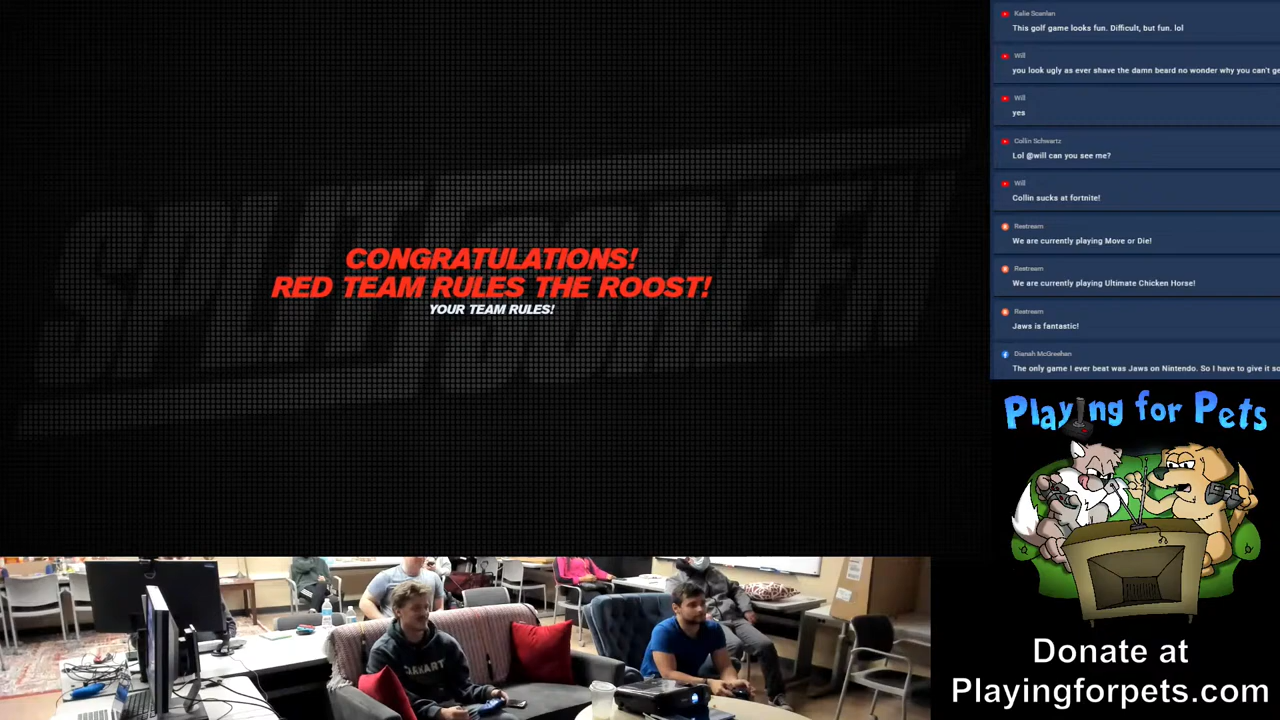 CONGRATULATIONS!
RED TEAM RULES THE ROOST!
YOUR TEAM RULES!
SPLIT SCREEN
Kalie Scanlan
This golf game looks fun. Difficult, but fun. lol
Will
you look ugly as ever shave the damn beard no wonder why you can't ge
Will
yes
Collin Schwartz
Lol @will can you see me?
Will
Collin sucks at fortnite!
Restream
We are currently playing Move or Die!
Restream
We are currently playing Ultimate Chicken Horse!
Restream
Jaws is fantastic!
Dianah McGreehan
The only game I ever beat was Jaws on Nintendo. So I have to give it so
Playing for Pets
Donate at
Playingforpets.com
CARHARTT